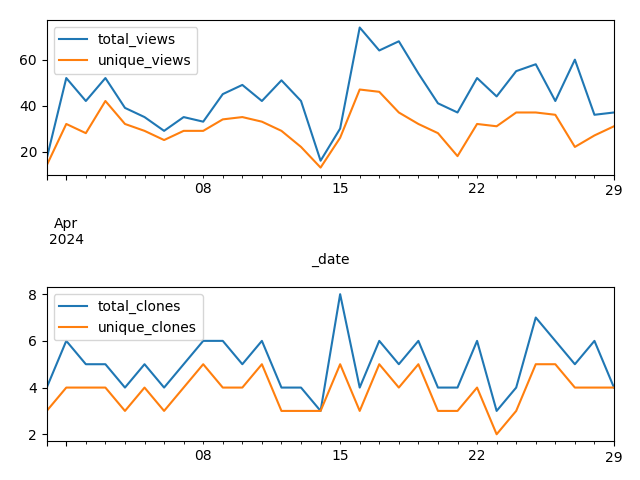 total_views
unique_views
60
40
20
08
15
22
29
Apr
2024
_date
total_clones
unique_clones
8
6
4
2
08
15
22
29